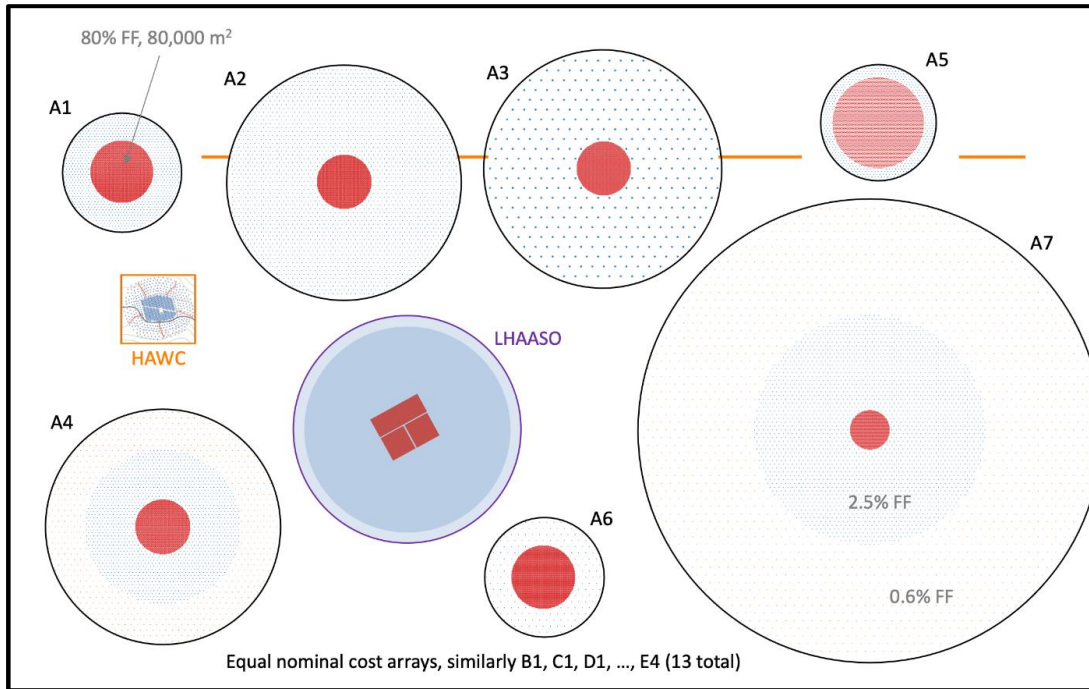 80% FF, 80,000 m²
A1
A2
A3
A5
A7
HAWC
LHAASO
A4
A6
2.5% FF
0.6% FF
Equal nominal cost arrays, similarly B1, C1, D1, ..., E4 (13 total)